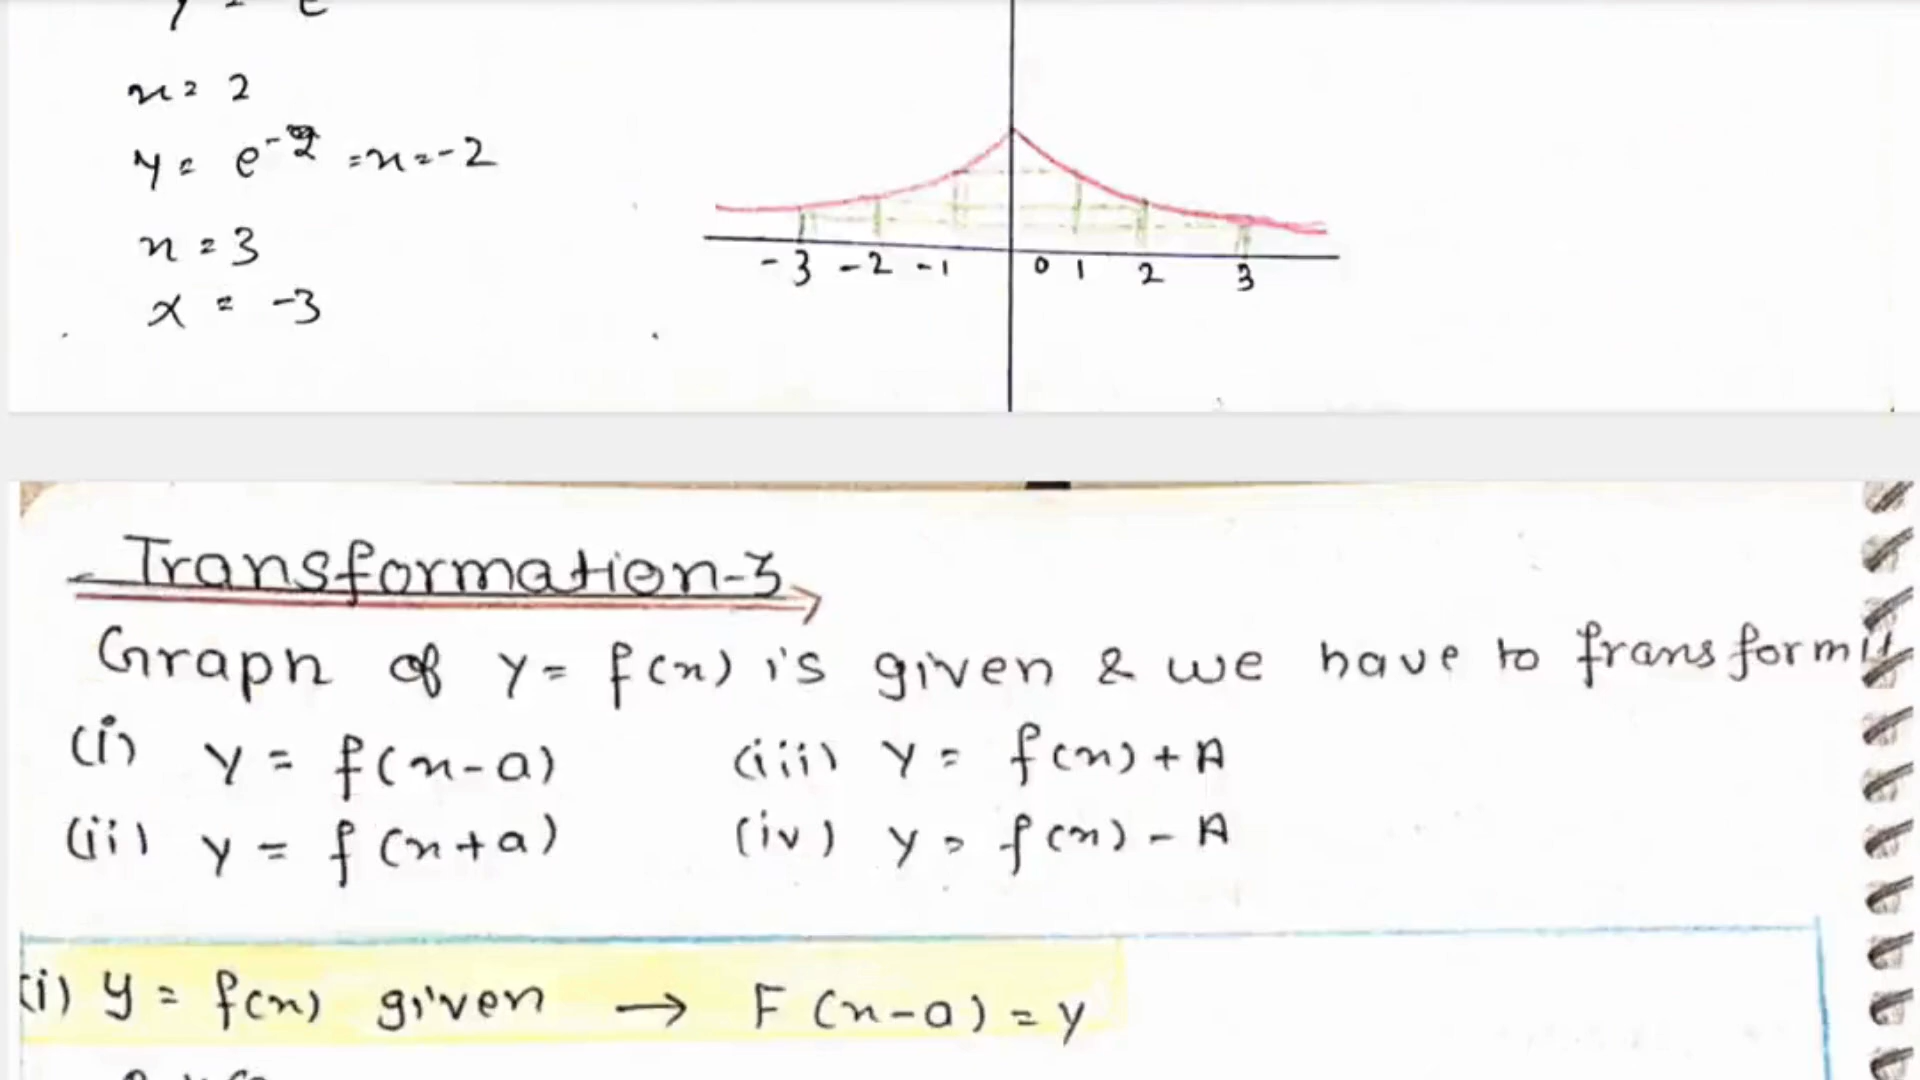 y = e
x = 2
y = e^-2 = x = -2
x = 3
x = -3
-3 -2 -1 0 1 2 3
Transformation-3
Graph of y = f(x) is given & we have to transform it
(i) y = f(x-a) (iii) y = f(x) + A
(ii) y = f(x+a) (iv) y = f(x) - A
(i) y = f(x) given → F(x-a) = y